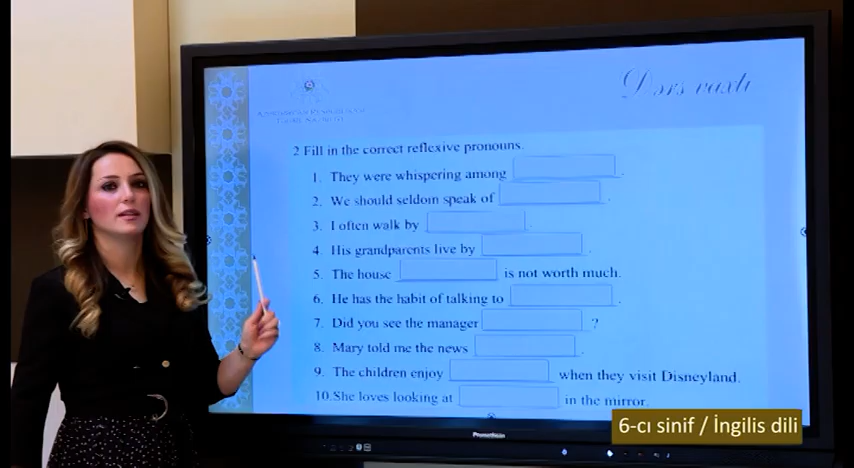 Dərs vaxtı
2 Fill in the correct reflexive pronouns.
1. They were whispering among .
2. We should seldom speak of .
3. I often walk by .
4. His grandparents live by .
5. The house is not worth much.
6. He has the habit of talking to .
7. Did you see the manager ?
8. Mary told me the news .
9. The children enjoy when they visit Disneyland.
10.She loves looking at in the mirror.
Promethean
6-cı sinif / İngilis dili